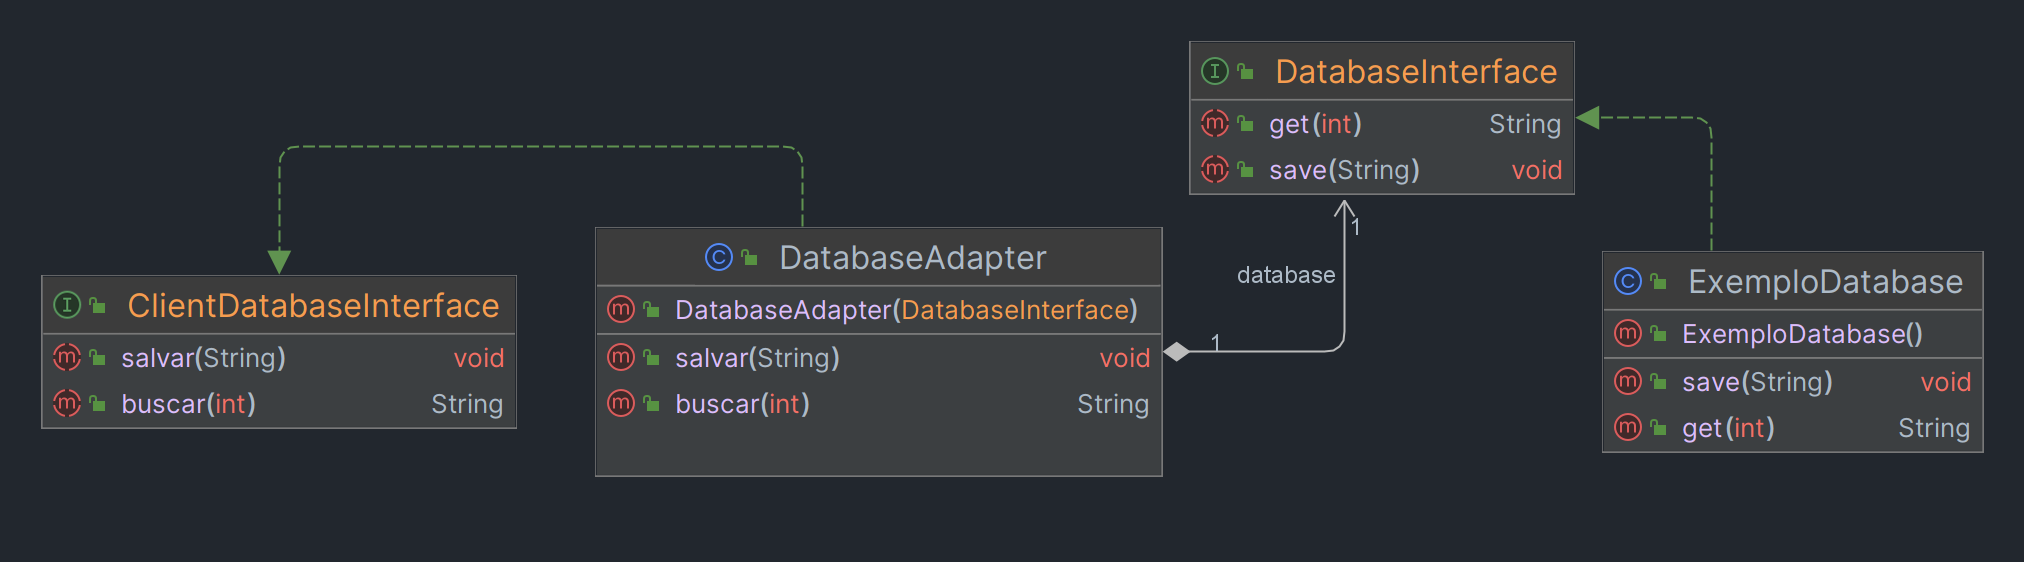 ClientDatabaseInterface
salvar(String) void
buscar(int) String
DatabaseAdapter
DatabaseAdapter(DatabaseInterface)
salvar(String) void
buscar(int) String
1
database
1
DatabaseInterface
get(int) String
save(String) void
ExemploDatabase
ExemploDatabase()
save(String) void
get(int) String